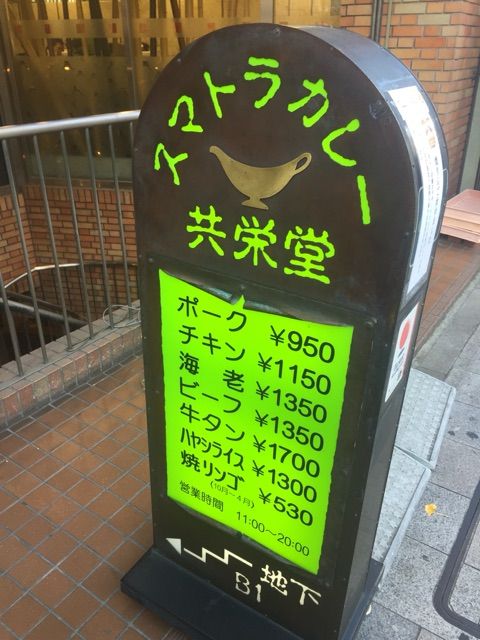 スマトラカレー
共栄堂
ポーク ¥950
チキン ¥1150
海老 ¥1350
ビーフ ¥1350
牛タン ¥1700
ハヤシライス ¥1300
焼リンゴ ¥530
(10月〜4月)
営業時間 11:00〜20:00
地下
B1